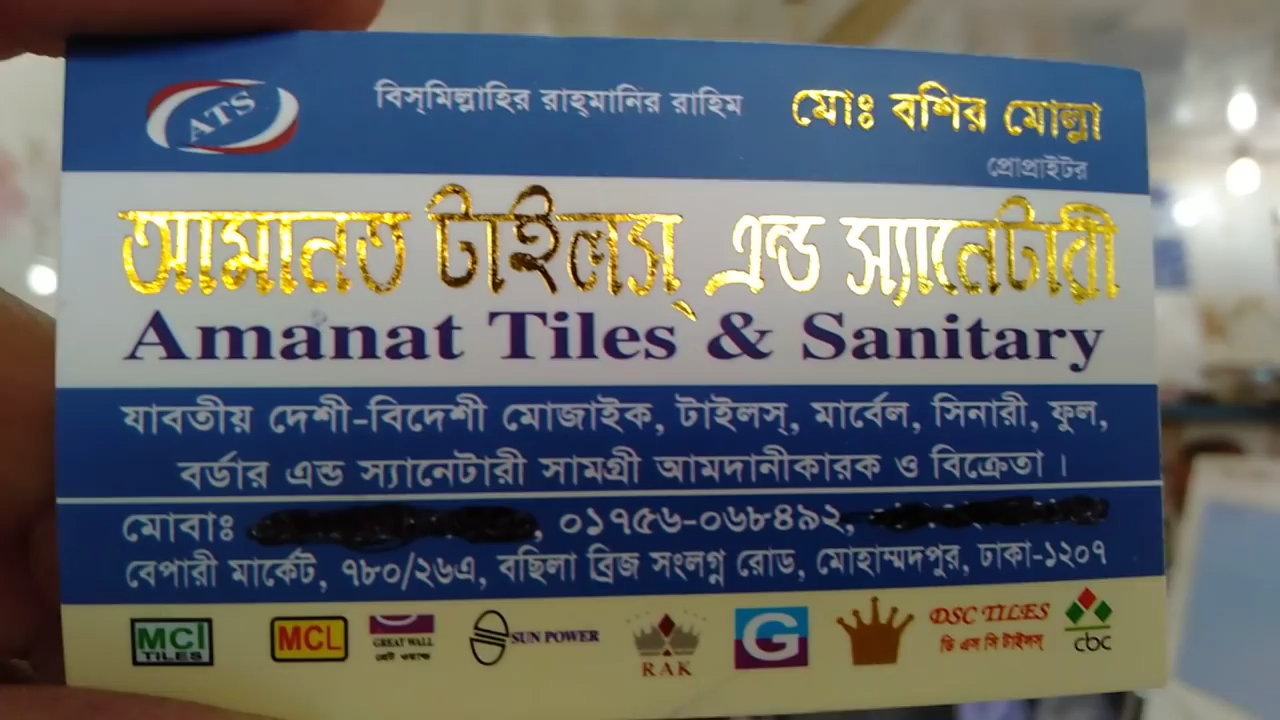 ATS
বিস্‌মিল্লাহির রাহ্‌মানির রাহিম
মোঃ বশির মোল্লা
প্রোপ্রাইটর
আমানত টাইলস্ এন্ড স্যানেটারী
Amanat Tiles & Sanitary
যাবতীয় দেশী-বিদেশী মোজাইক, টাইলস্, মার্বেল, সিনারী, ফুল,
বর্ডার এন্ড স্যানেটারী সামগ্রী আমদানীকারক ও বিক্রেতা।
মোবাঃ , ০১৭৫৬-০৬৮৪৯২,
বেপারী মার্কেট, ৭৮০/২৬এ, বছিলা ব্রিজ সংলগ্ন রোড, মোহাম্মদপুর, ঢাকা-১২০৭
MCI TILES
MCL
GREAT WALL
গ্রেট ওয়াল
SUN POWER
RAK
G
DSC TILES
ডি এস সি টাইলস্
cbc